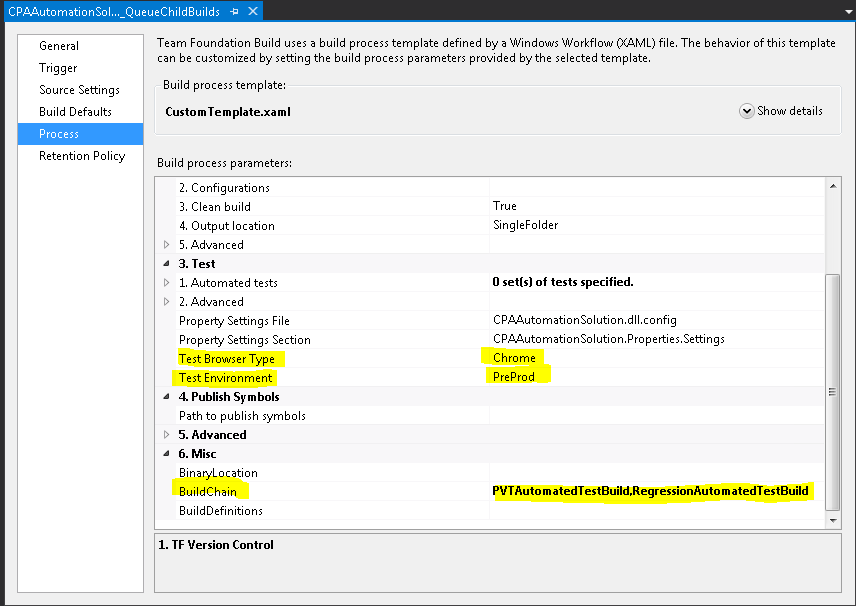 CPAAutomationSol..._QueueChildBuilds
General
Trigger
Source Settings
Build Defaults
Process
Retention Policy
Team Foundation Build uses a build process template defined by a Windows Workflow (XAML) file. The behavior of this template
can be customized by setting the build process parameters provided by the selected template.
Build process template:
CustomTemplate.xaml
Show details
Build process parameters:
2. Configurations
3. Clean build True
4. Output location SingleFolder
5. Advanced
3. Test
1. Automated tests 0 set(s) of tests specified.
2. Advanced
Property Settings File CPAAutomationSolution.dll.config
Property Settings Section CPAAutomationSolution.Properties.Settings
Test Browser Type Chrome
Test Environment PreProd
4. Publish Symbols
Path to publish symbols
5. Advanced
6. Misc
BinaryLocation
BuildChain PVTAutomatedTestBuild,RegressionAutomatedTestBuild
BuildDefinitions
1. TF Version Control